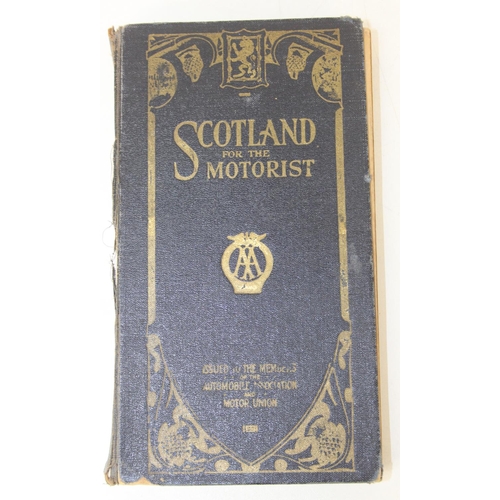 SCOTLAND
FOR THE
MOTORIST
AA
ISSUED TO THE MEMBERS
OF THE
AUTOMOBILE ASSOCIATION
AND
MOTOR UNION